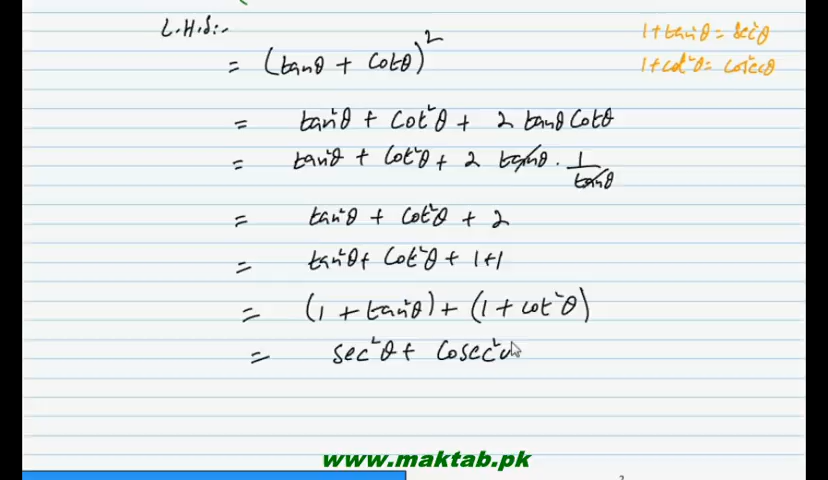 L.H.S:-
= (tanθ + Cotθ)²
1 + tan²θ = sec²θ
1 + cot²θ = cosec²θ
= tan²θ + Cot²θ + 2 tanθ Cotθ
= tan²θ + Cot²θ + 2 tanθ · 1/tanθ
= tan²θ + Cot²θ + 2
= tan²θ + Cot²θ + 1+1
= (1 + tan²θ) + (1 + cot²θ)
= sec²θ + Cosec²
www.maktab.pk